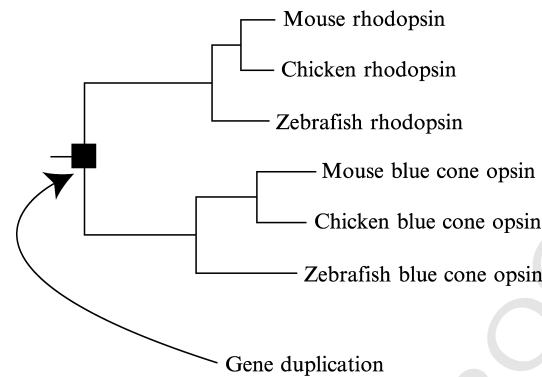 Mouse rhodopsin
Chicken rhodopsin
Zebrafish rhodopsin
Mouse blue cone opsin
Chicken blue cone opsin
Zebrafish blue cone opsin
Gene duplication